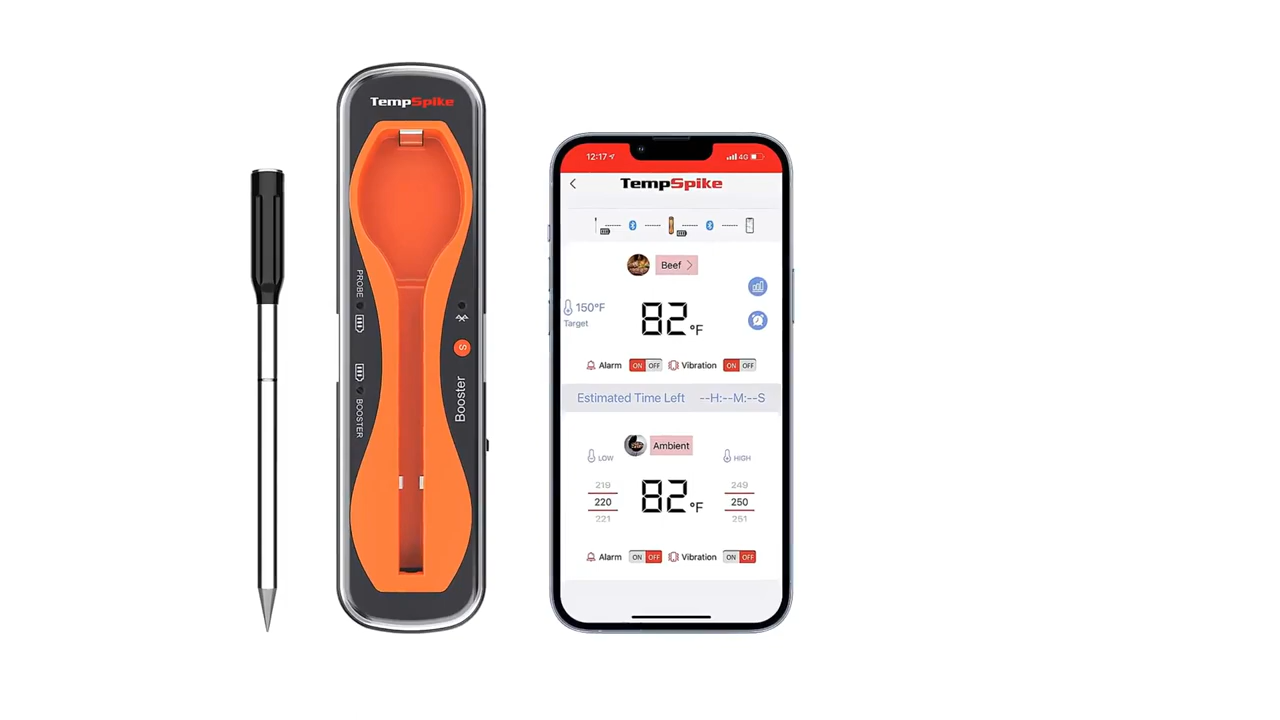 TempSpike
PROBE
BOOSTER
S
Booster
12:17
4G
TempSpike
Beef
150°F
Target
82°F
Alarm ON OFF Vibration ON OFF
Estimated Time Left --H:--M:--S
Ambient
LOW
HIGH
219
220
221
82°F
249
250
251
Alarm ON OFF Vibration ON OFF